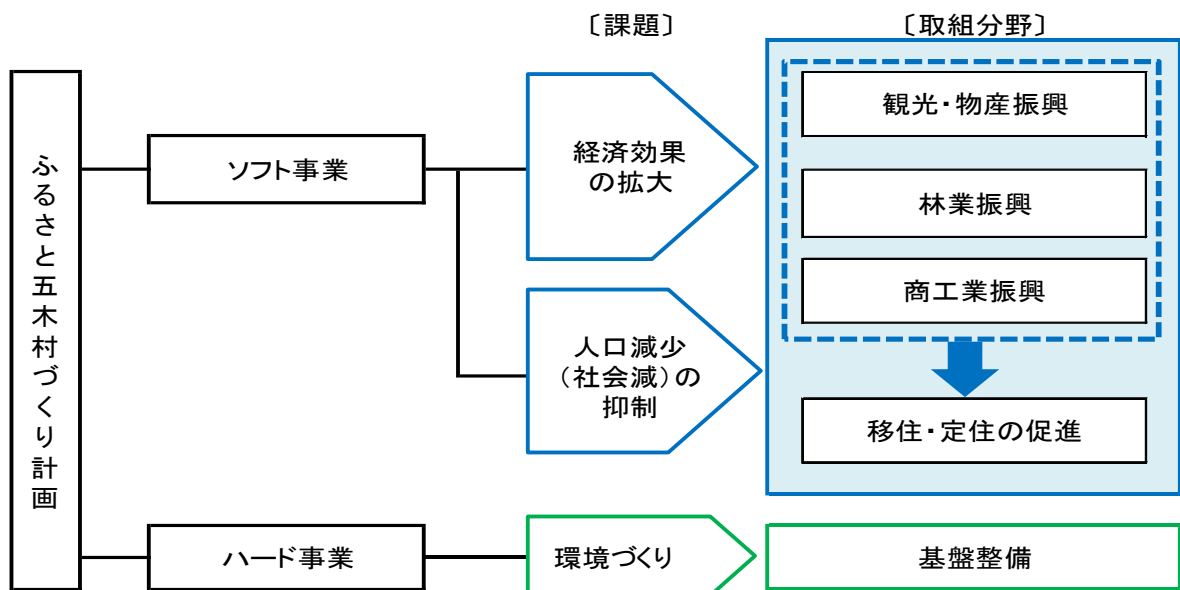 〔課題〕
〔取組分野〕
ふるさと五木村づくり計画
ソフト事業
経済効果
の拡大
人口減少
（社会減）の
抑制
観光・物産振興
林業振興
商工業振興
移住・定住の促進
ハード事業
環境づくり
基盤整備